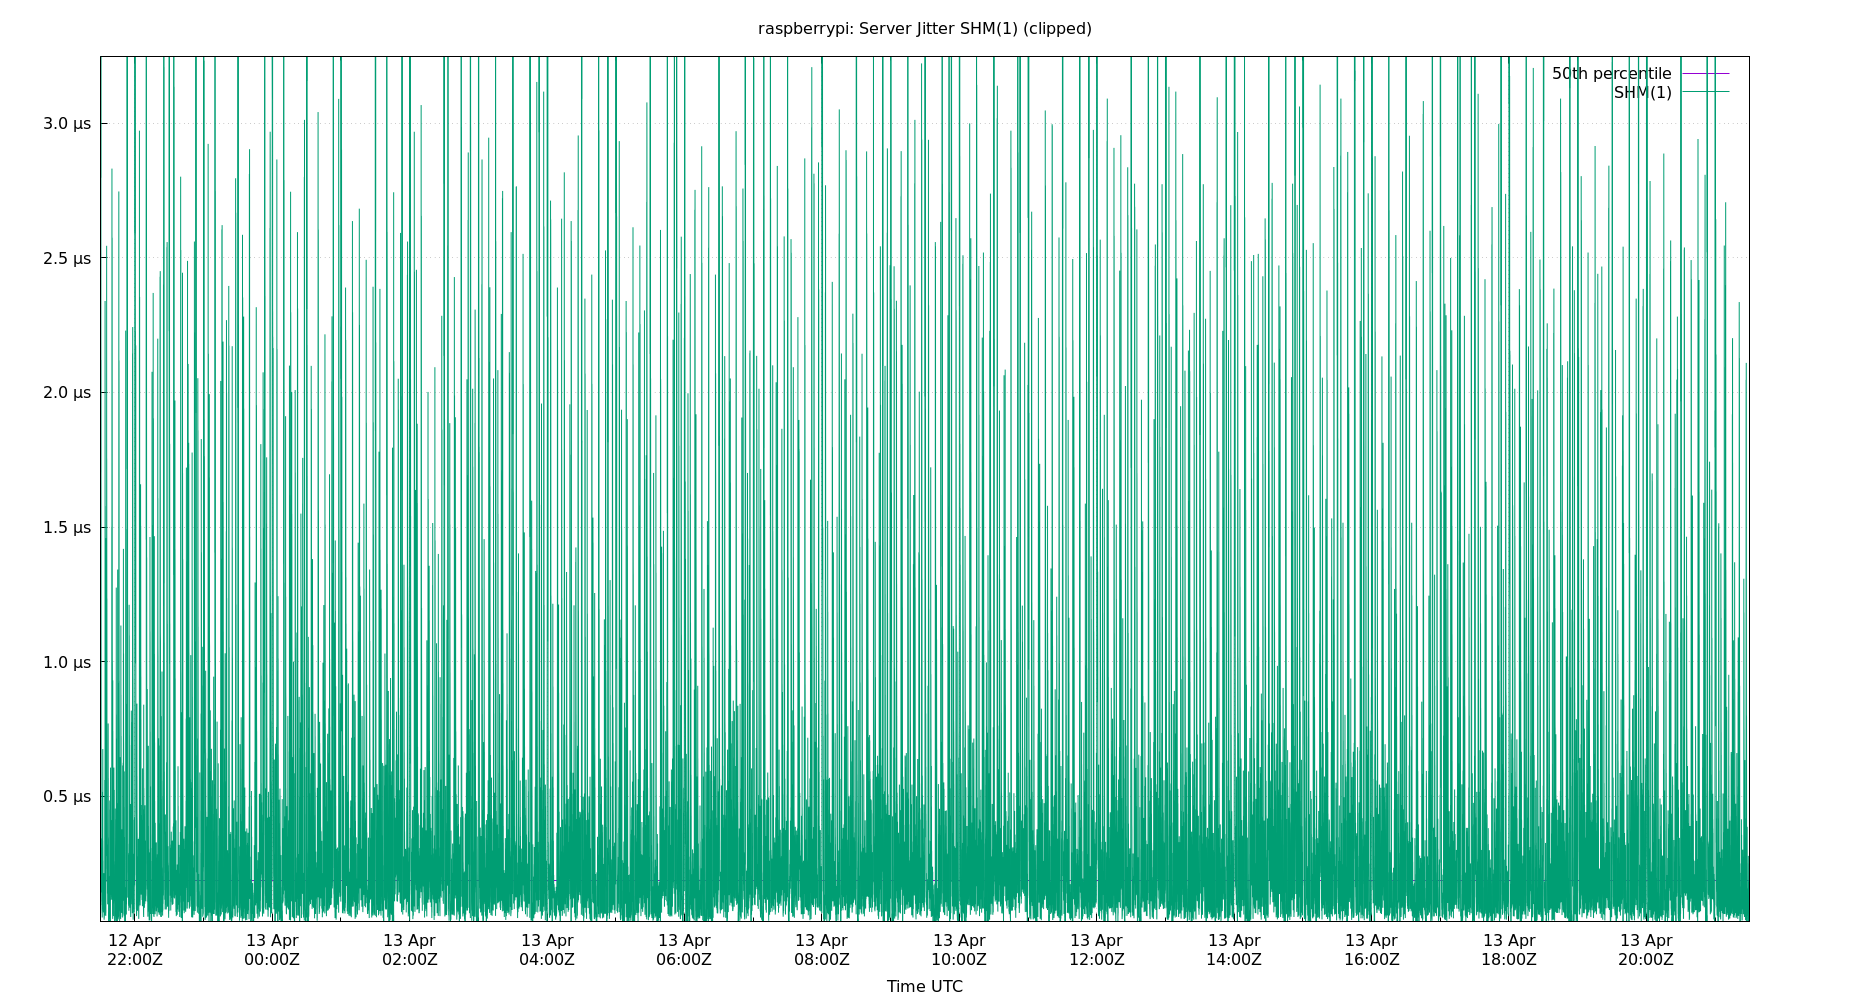 raspberrypi: Server Jitter SHM(1) (clipped)
50th percentile
SHM(1)
3.0 µs
2.5 µs
2.0 µs
1.5 µs
1.0 µs
0.5 µs
12 Apr 13 Apr 13 Apr 13 Apr 13 Apr 13 Apr 13 Apr 13 Apr 13 Apr 13 Apr 13 Apr 13 Apr
22:00Z 00:00Z 02:00Z 04:00Z 06:00Z 08:00Z 10:00Z 12:00Z 14:00Z 16:00Z 18:00Z 20:00Z
Time UTC